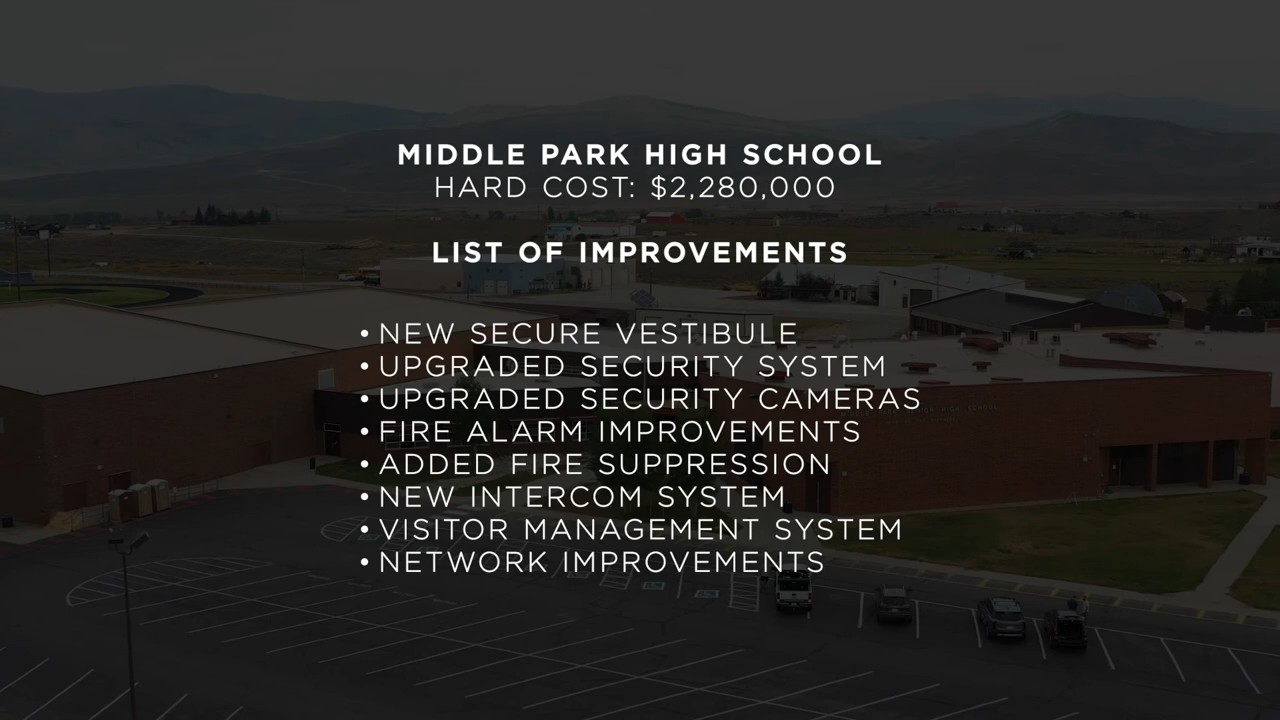 MIDDLE PARK HIGH SCHOOL
HARD COST: $2,280,000
LIST OF IMPROVEMENTS
• NEW SECURE VESTIBULE
• UPGRADED SECURITY SYSTEM
• UPGRADED SECURITY CAMERAS
• FIRE ALARM IMPROVEMENTS
• ADDED FIRE SUPPRESSION
• NEW INTERCOM SYSTEM
• VISITOR MANAGEMENT SYSTEM
• NETWORK IMPROVEMENTS